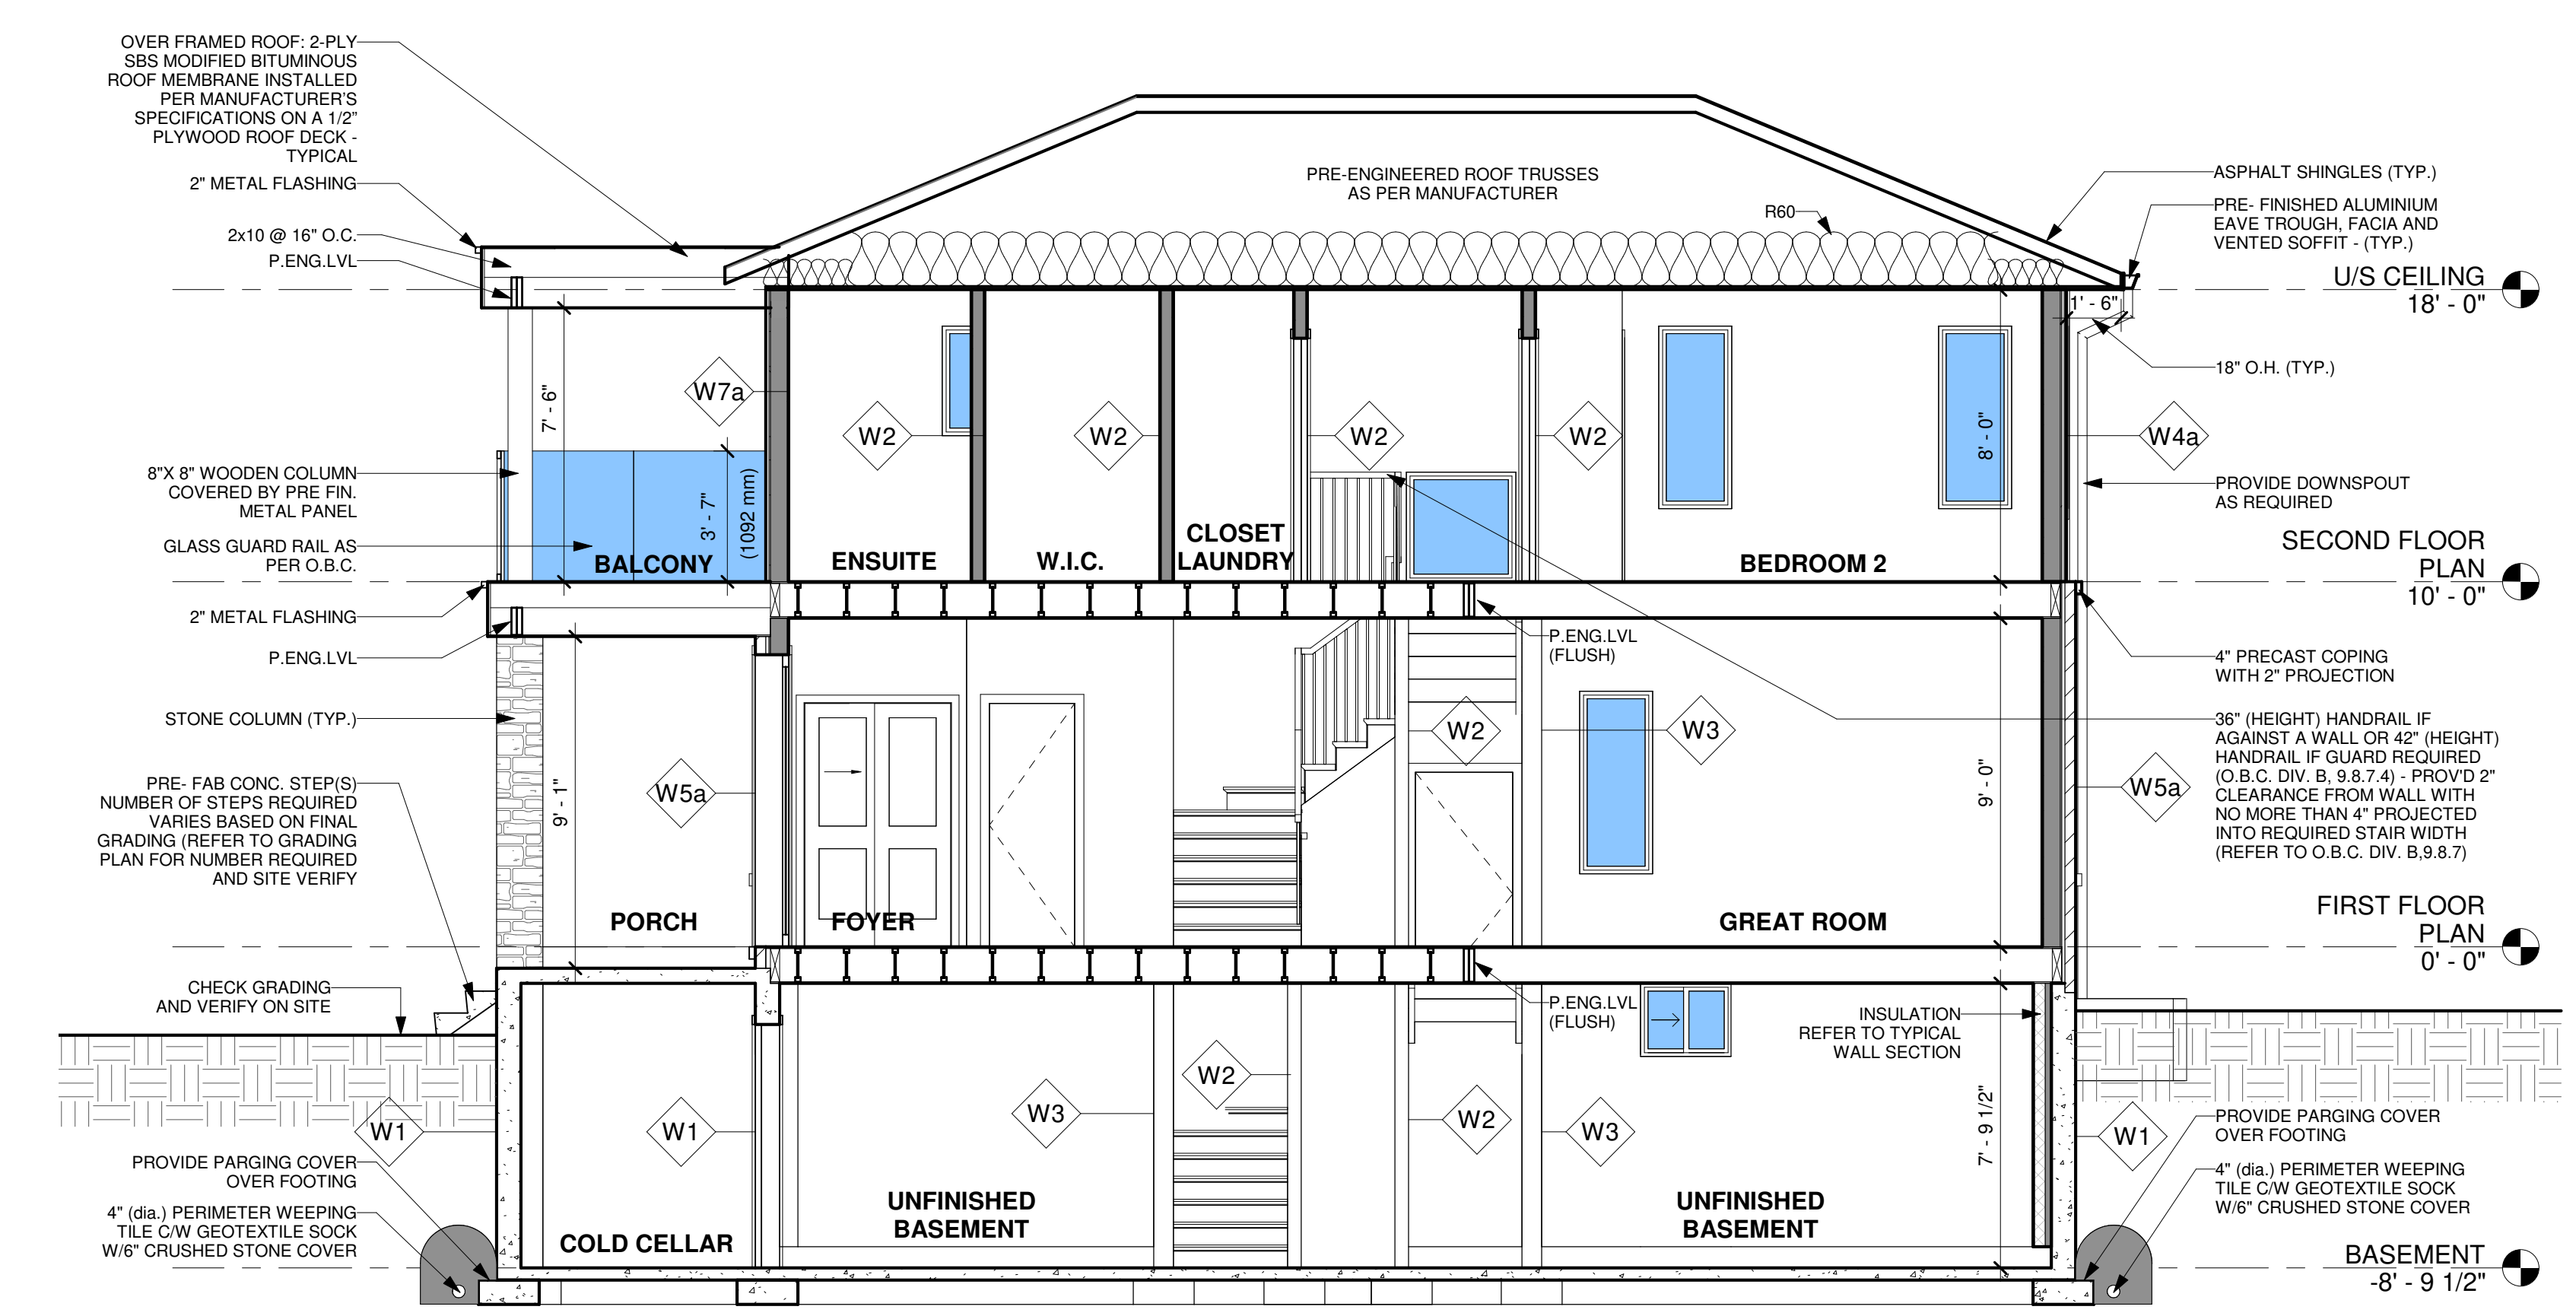 OVER FRAMED ROOF: 2-PLY
SBS MODIFIED BITUMINOUS
ROOF MEMBRANE INSTALLED
PER MANUFACTURER'S
SPECIFICATIONS ON A 1/2"
PLYWOOD ROOF DECK -
TYPICAL
2" METAL FLASHING
2x10 @ 16" O.C.
P.ENG.LVL
8"X 8" WOODEN COLUMN
COVERED BY PRE FIN.
METAL PANEL
GLASS GUARD RAIL AS
PER O.B.C.
2" METAL FLASHING
P.ENG.LVL
STONE COLUMN (TYP.)
PRE- FAB CONC. STEP(S)
NUMBER OF STEPS REQUIRED
VARIES BASED ON FINAL
GRADING (REFER TO GRADING
PLAN FOR NUMBER REQUIRED
AND SITE VERIFY
CHECK GRADING
AND VERIFY ON SITE
W1
PROVIDE PARGING COVER
OVER FOOTING
4" (dia.) PERIMETER WEEPING
TILE C/W GEOTEXTILE SOCK
W/6" CRUSHED STONE COVER
PRE-ENGINEERED ROOF TRUSSES
AS PER MANUFACTURER
R60
7' - 6"
W7a
3' - 7"
(1092 mm)
BALCONY
W2
ENSUITE
W2
W.I.C.
CLOSET
LAUNDRY
W2
W2
8' - 0"
BEDROOM 2
9' - 1"
W5a
PORCH
FOYER
P.ENG.LVL
(FLUSH)
W2
W3
9' - 0"
GREAT ROOM
P.ENG.LVL
(FLUSH)
INSULATION
REFER TO TYPICAL
WALL SECTION
W1
COLD CELLAR
W3
W2
W2
W3
7' - 9 1/2"
UNFINISHED
BASEMENT
UNFINISHED
BASEMENT
ASPHALT SHINGLES (TYP.)
PRE- FINISHED ALUMINIUM
EAVE TROUGH, FACIA AND
VENTED SOFFIT - (TYP.)
U/S CEILING
18' - 0"
1' - 6"
18" O.H. (TYP.)
W4a
PROVIDE DOWNSPOUT
AS REQUIRED
SECOND FLOOR
PLAN
10' - 0"
4" PRECAST COPING
WITH 2" PROJECTION
36" (HEIGHT) HANDRAIL IF
AGAINST A WALL OR 42" (HEIGHT)
HANDRAIL IF GUARD REQUIRED
(O.B.C. DIV. B, 9.8.7.4) - PROV'D 2"
CLEARANCE FROM WALL WITH
NO MORE THAN 4" PROJECTED
INTO REQUIRED STAIR WIDTH
(REFER TO O.B.C. DIV. B,9.8.7)
W5a
FIRST FLOOR
PLAN
0' - 0"
PROVIDE PARGING COVER
OVER FOOTING
W1
4" (dia.) PERIMETER WEEPING
TILE C/W GEOTEXTILE SOCK
W/6" CRUSHED STONE COVER
BASEMENT
-8' - 9 1/2"